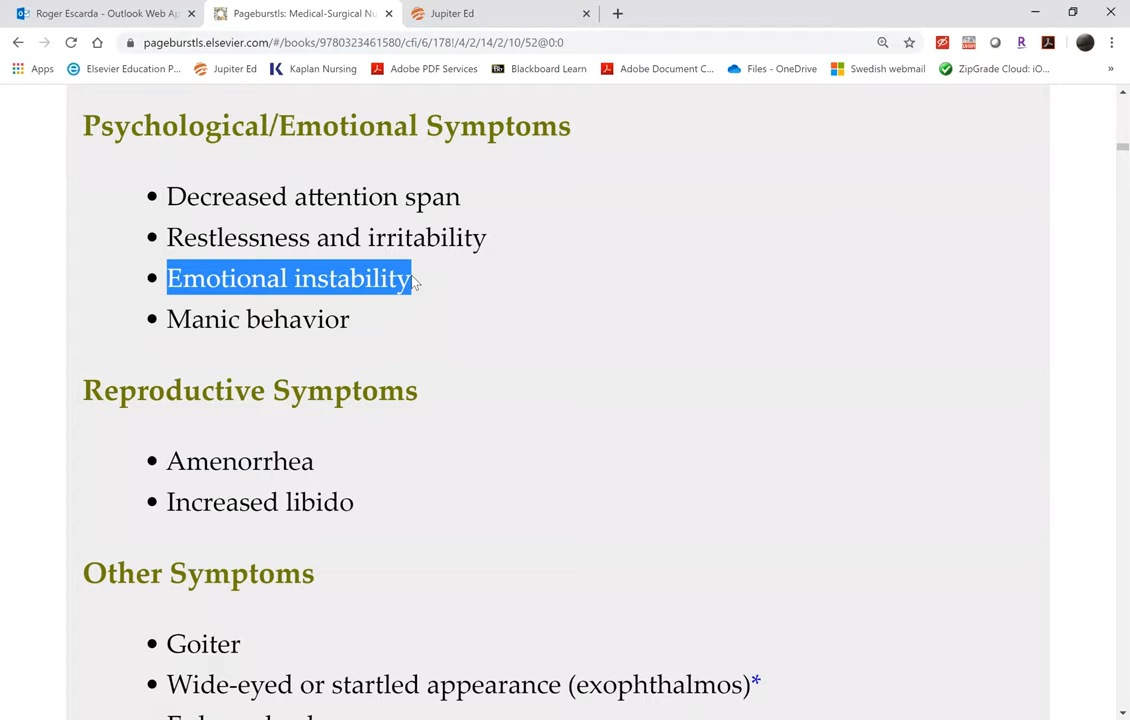 Roger Escarda - Outlook Web Ap
Pageburstls: Medical-Surgical Nu
Jupiter Ed
pageburstls.elsevier.com/#/books/9780323461580/cfi/6/178!/4/2/14/2/10/52@0:0
Apps
Elsevier Education P...
Jupiter Ed
Kaplan Nursing
Adobe PDF Services
Blackboard Learn
Adobe Document C...
Files - OneDrive
Swedish webmail
ZipGrade Cloud: iO...
»
Psychological/Emotional Symptoms
• Decreased attention span
• Restlessness and irritability
• Emotional instability
• Manic behavior
Reproductive Symptoms
• Amenorrhea
• Increased libido
Other Symptoms
• Goiter
• Wide-eyed or startled appearance (exophthalmos)*